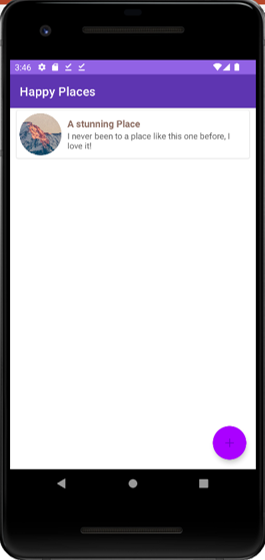 3:46
Happy Places
A stunning Place
I never been to a place like this one before, I
love it!